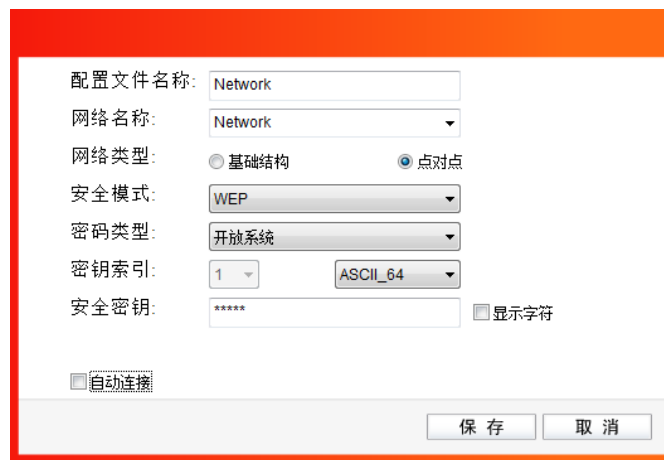 配置文件名称: Network
网络名称: Network
网络类型: 基础结构 点对点
安全模式: WEP
密码类型: 开放系统
密钥索引: 1 ASCII_64
安全密钥: ***** 显示字符
自动连接
保 存 取 消